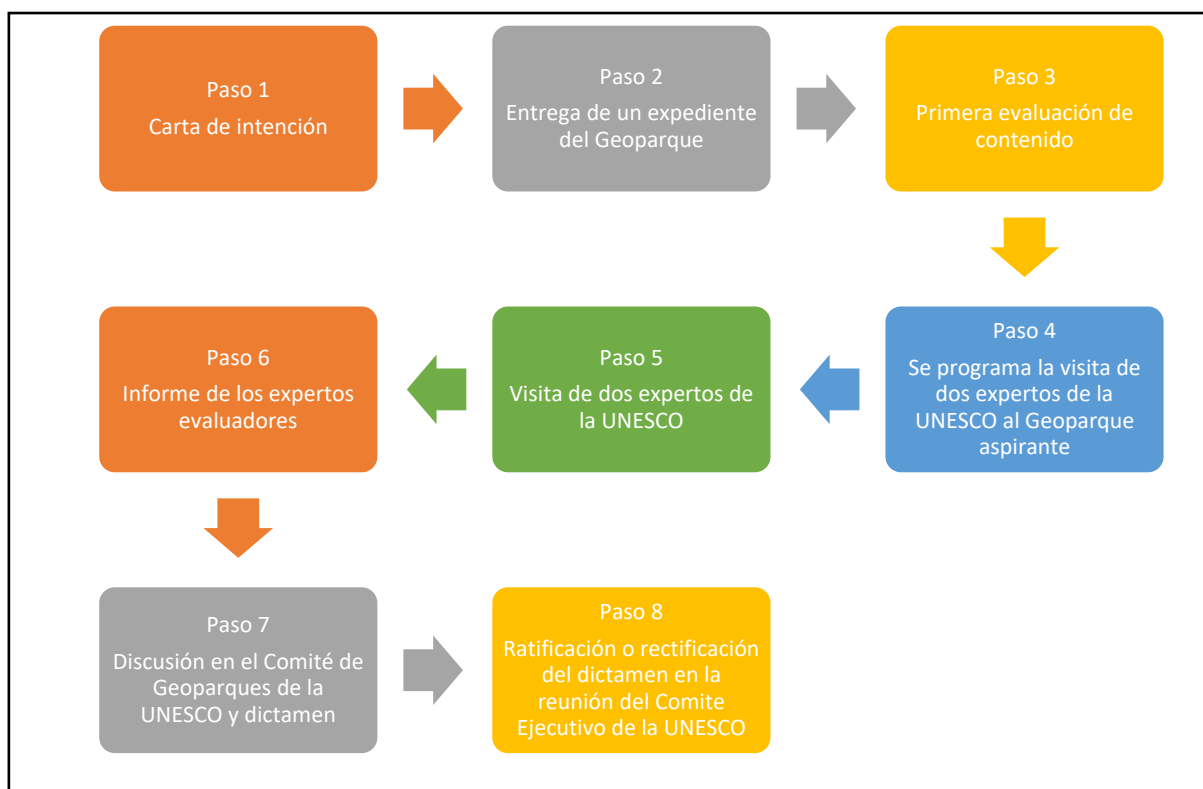 Paso 1
Carta de intención
Paso 2
Entrega de un expediente
del Geoparque
Paso 3
Primera evaluación de
contenido
Paso 4
Se programa la visita de
dos expertos de la
UNESCO al Geoparque
aspirante
Paso 5
Visita de dos expertos de
la UNESCO
Paso 6
Informe de los expertos
evaluadores
Paso 7
Discusión en el Comité de
Geoparques de la
UNESCO y dictamen
Paso 8
Ratificación o rectificación
del dictamen en la
reunión del Comite
Ejecutivo de la UNESCO